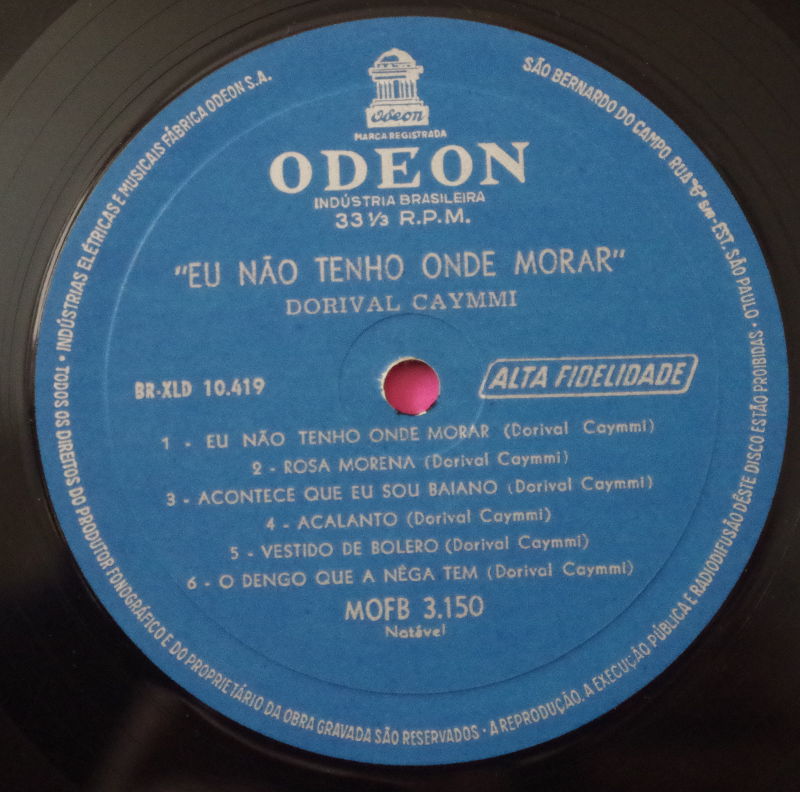 Odeon
MARCA REGISTRADA
ODEON
INDÚSTRIA BRASILEIRA
33 1/3 R.P.M.
"EU NÃO TENHO ONDE MORAR"
DORIVAL CAYMMI
BR-XLD 10.419
ALTA FIDELIDADE
1 - EU NÃO TENHO ONDE MORAR (Dorival Caymmi)
2 - ROSA MORENA (Dorival Caymmi)
3 - ACONTECE QUE EU SOU BAIANO (Dorival Caymmi)
4 - ACALANTO (Dorival Caymmi)
5 - VESTIDO DE BOLERO (Dorival Caymmi)
6 - O DENGO QUE A NÊGA TEM (Dorival Caymmi)
MOFB 3.150
Notável
INDÚSTRIAS ELÉTRICAS E MUSICAIS FÁBRICA ODEON S.A.
SÃO BERNARDO DO CAMPO, RUA "G" S/N - EST. SÃO PAULO ·
TODOS OS DIREITOS DO PRODUTOR FONOGRÁFICO E DO PROPRIETÁRIO DA OBRA GRAVADA SÃO RESERVADOS · A REPRODUÇÃO, A EXECUÇÃO PÚBLICA E RADIODIFUSÃO DÊSTE DISCO ESTÃO PROIBIDAS ·